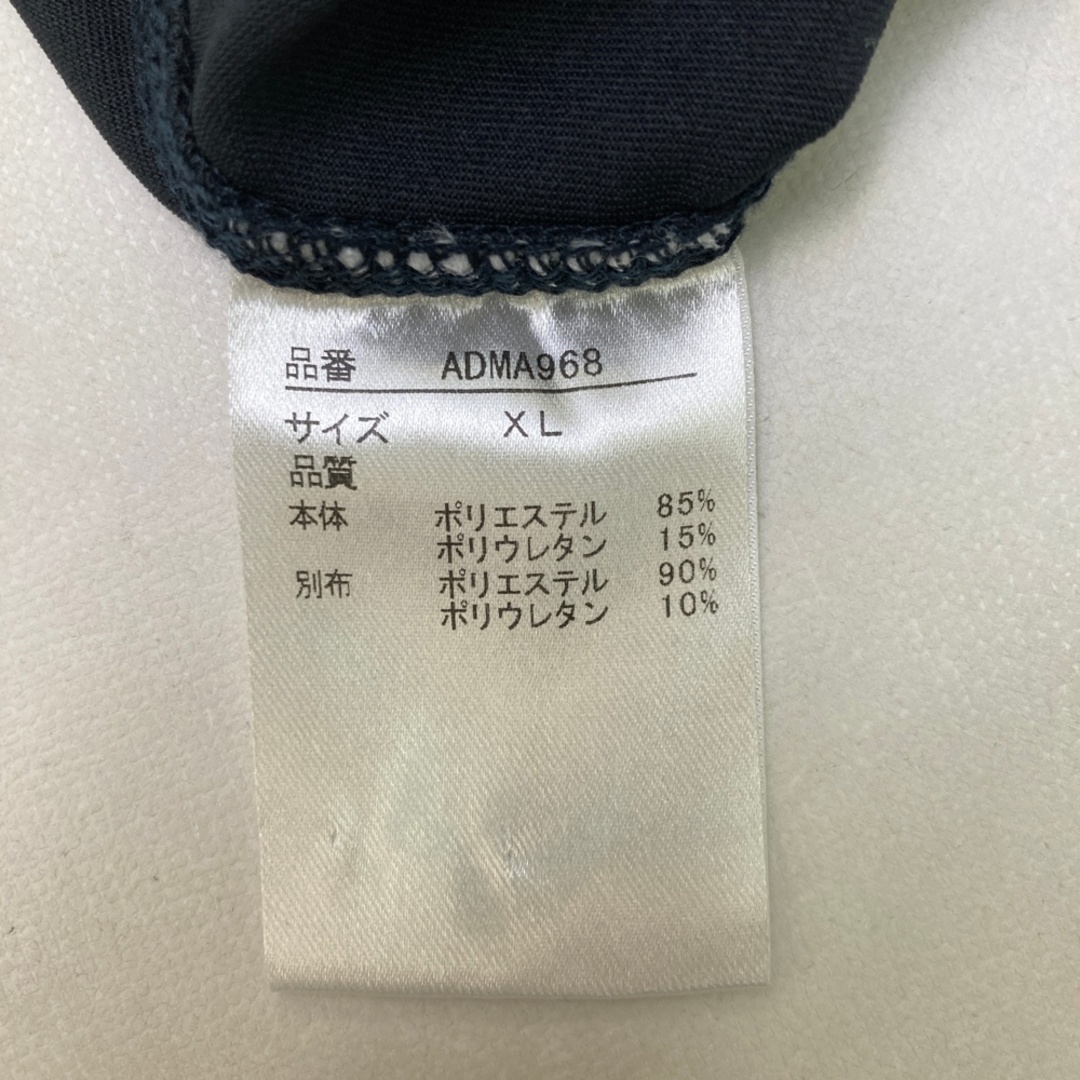 品番 ADMA968
サイズ XL
品質
本体 ポリエステル 85%
ポリウレタン 15%
別布 ポリエステル 90%
ポリウレタン 10%